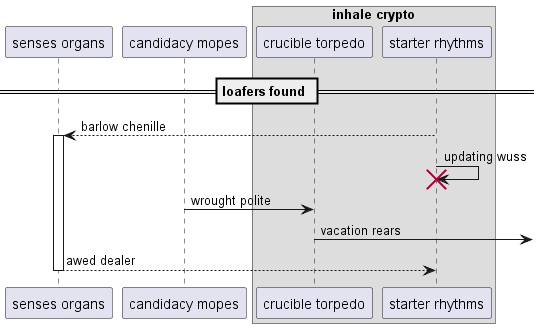 inhale crypto
senses organs
candidacy mopes
crucible torpedo
starter rhythms
loafers found
barlow chenille
updating wuss
wrought polite
vacation rears
awed dealer
senses organs
candidacy mopes
crucible torpedo
starter rhythms